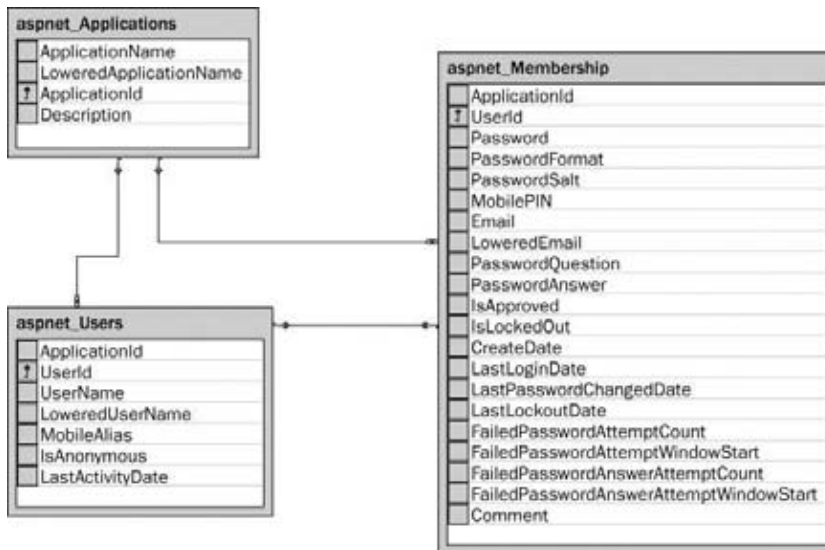 aspnet_Applications
ApplicationName
LoweredApplicationName
ApplicationId
Description
aspnet_Users
ApplicationId
UserId
UserName
LoweredUserName
MobileAlias
IsAnonymous
LastActivityDate
aspnet_Membership
ApplicationId
UserId
Password
PasswordFormat
PasswordSalt
MobilePIN
Email
LoweredEmail
PasswordQuestion
PasswordAnswer
IsApproved
IsLockedOut
CreateDate
LastLoginDate
LastPasswordChangedDate
LastLockoutDate
FailedPasswordAttemptCount
FailedPasswordAttemptWindowStart
FailedPasswordAnswerAttemptCount
FailedPasswordAnswerAttemptWindowStart
Comment